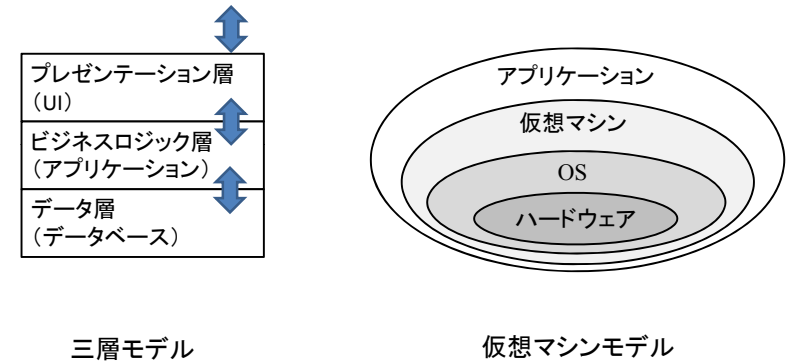 プレゼンテーション層
（UI）
ビジネスロジック層
（アプリケーション）
データ層
（データベース）
三層モデル
アプリケーション
仮想マシン
OS
ハードウェア
仮想マシンモデル